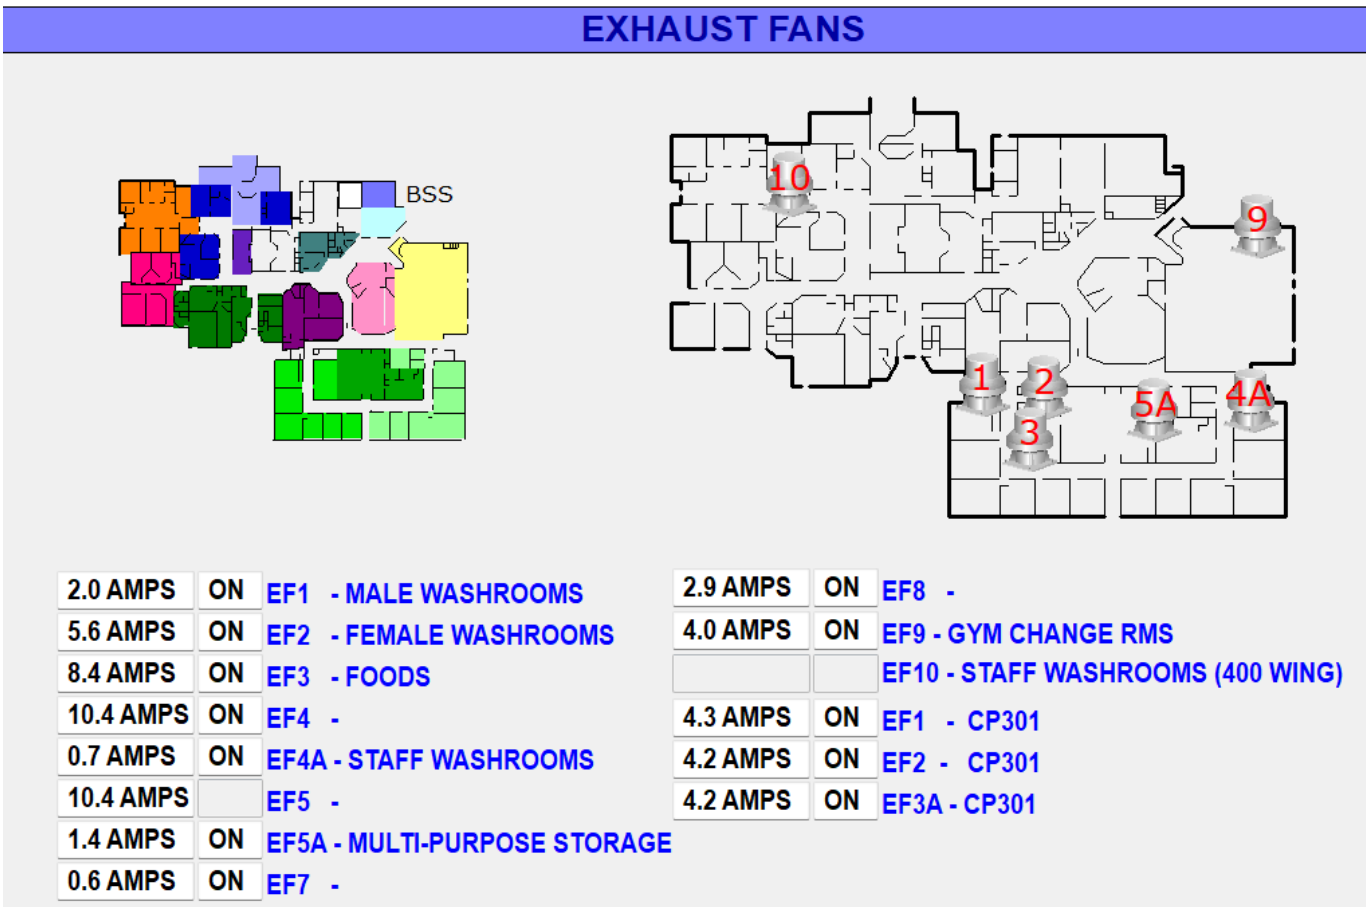 EXHAUST FANS
BSS
10
9
1
2
3
5A
4A
2.0 AMPS ON EF1 - MALE WASHROOMS
5.6 AMPS ON EF2 - FEMALE WASHROOMS
8.4 AMPS ON EF3 - FOODS
10.4 AMPS ON EF4 -
0.7 AMPS ON EF4A - STAFF WASHROOMS
10.4 AMPS EF5 -
1.4 AMPS ON EF5A - MULTI-PURPOSE STORAGE
0.6 AMPS ON EF7 -
2.9 AMPS ON EF8 -
4.0 AMPS ON EF9 - GYM CHANGE RMS
EF10 - STAFF WASHROOMS (400 WING)
4.3 AMPS ON EF1 - CP301
4.2 AMPS ON EF2 - CP301
4.2 AMPS ON EF3A - CP301